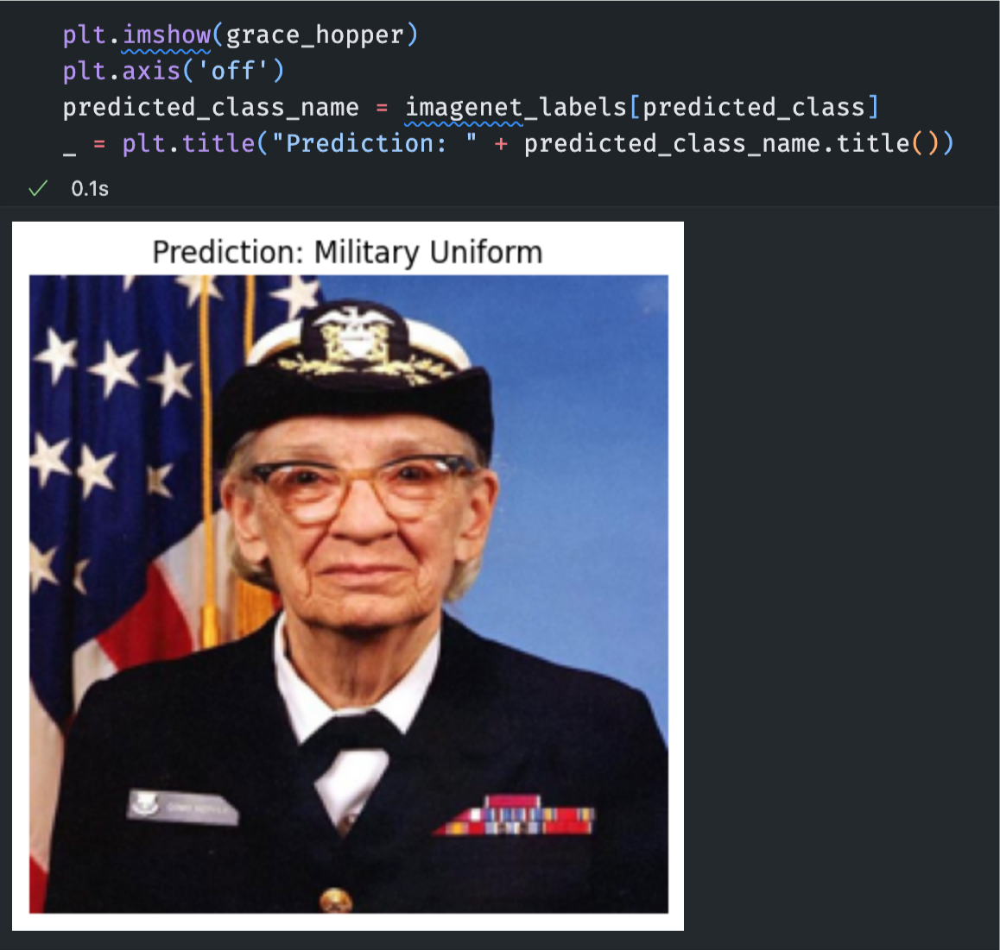 plt.imshow(grace_hopper)
plt.axis('off')
predicted_class_name = imagenet_labels[predicted_class]
_ = plt.title("Prediction: " + predicted_class_name.title())
0.1s
Prediction: Military Uniform